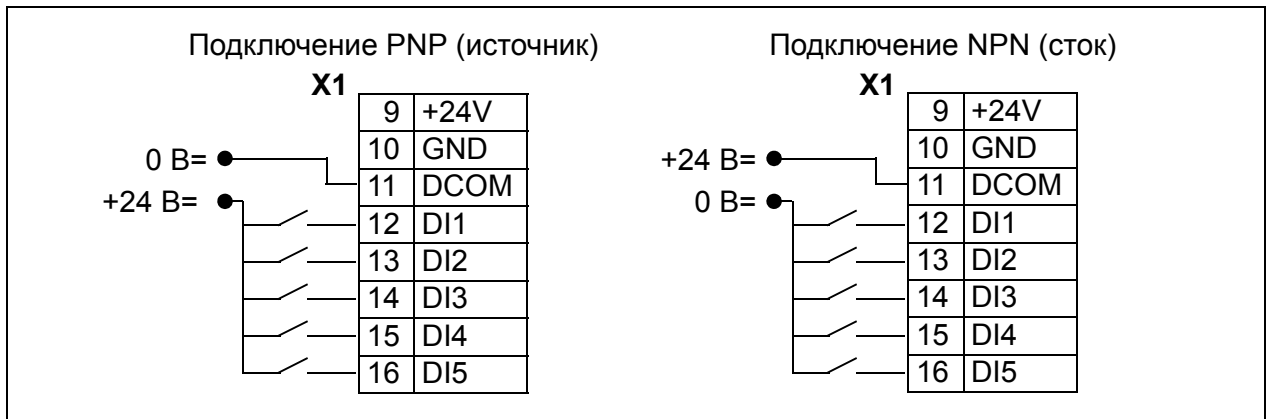 Подключение PNP (источник)
X1
9 +24V
10 GND
11 DCOM
12 DI1
13 DI2
14 DI3
15 DI4
16 DI5
0 В=
+24 В=
Подключение NPN (сток)
X1
9 +24V
10 GND
11 DCOM
12 DI1
13 DI2
14 DI3
15 DI4
16 DI5
+24 В=
0 В=